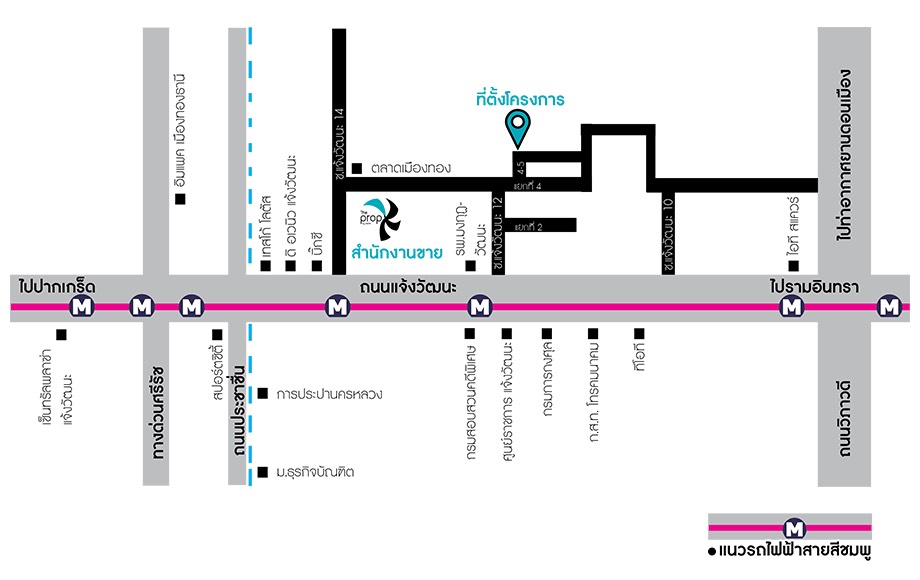 ที่ตั้งโครงการ
ซ.แจ้งวัฒนะ 14
ตลาดเมืองทอง
4-5
แยกที่ 4
ซ.แจ้งวัฒนะ 12
แยกที่ 2
ซ.แจ้งวัฒนะ 10
ไปท่าอากาศยานดอนเมือง
อิมแพค เมืองทองธานี
เทสโก้ โลตัส
ดิ อเวนิว แจ้งวัฒนะ
บิ๊กซี
The
prop
สำนักงานขาย
รพ.มงกุฎ-
วัฒนะ
ไอที สแควร์
ไปปากเกร็ด
ถนนแจ้งวัฒนะ
ไปรามอินทรา
M M M M M M M
เซ็นทรัลพลาซ่า
แจ้งวัฒนะ
ทางด่วนศรีรัช
สปอร์ตซิตี้
ถนนประชาชื่น
การประปานครหลวง
ม.ธุรกิจบัณฑิต
กรมสอบสวนคดีพิเศษ
ศูนย์ราชการ แจ้งวัฒนะ
กรมการกงศุล
ก.ส.ท. โทรคมนาคม
ทีโอที
ถนนวิภาวดี
M
แนวรถไฟฟ้าสายสีชมพู